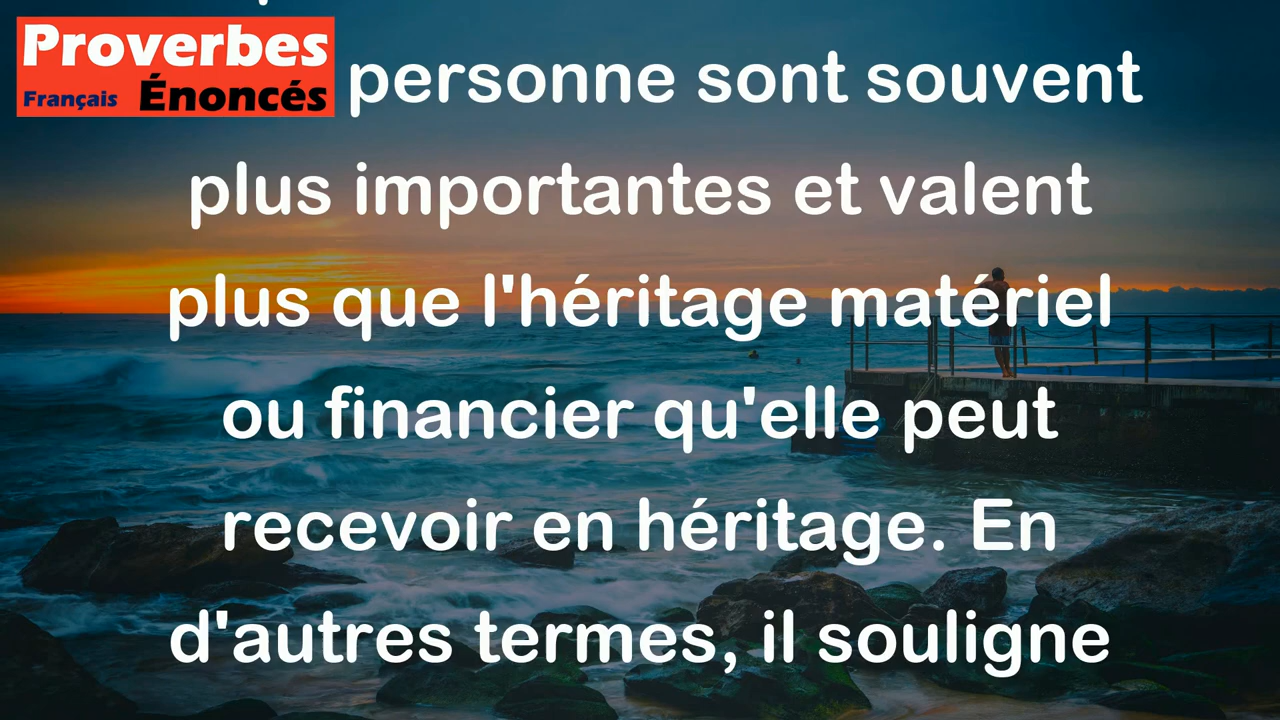 Proverbes
Français Énoncés
personne sont souvent
plus importantes et valent
plus que l'héritage matériel
ou financier qu'elle peut
recevoir en héritage. En
d'autres termes, il souligne